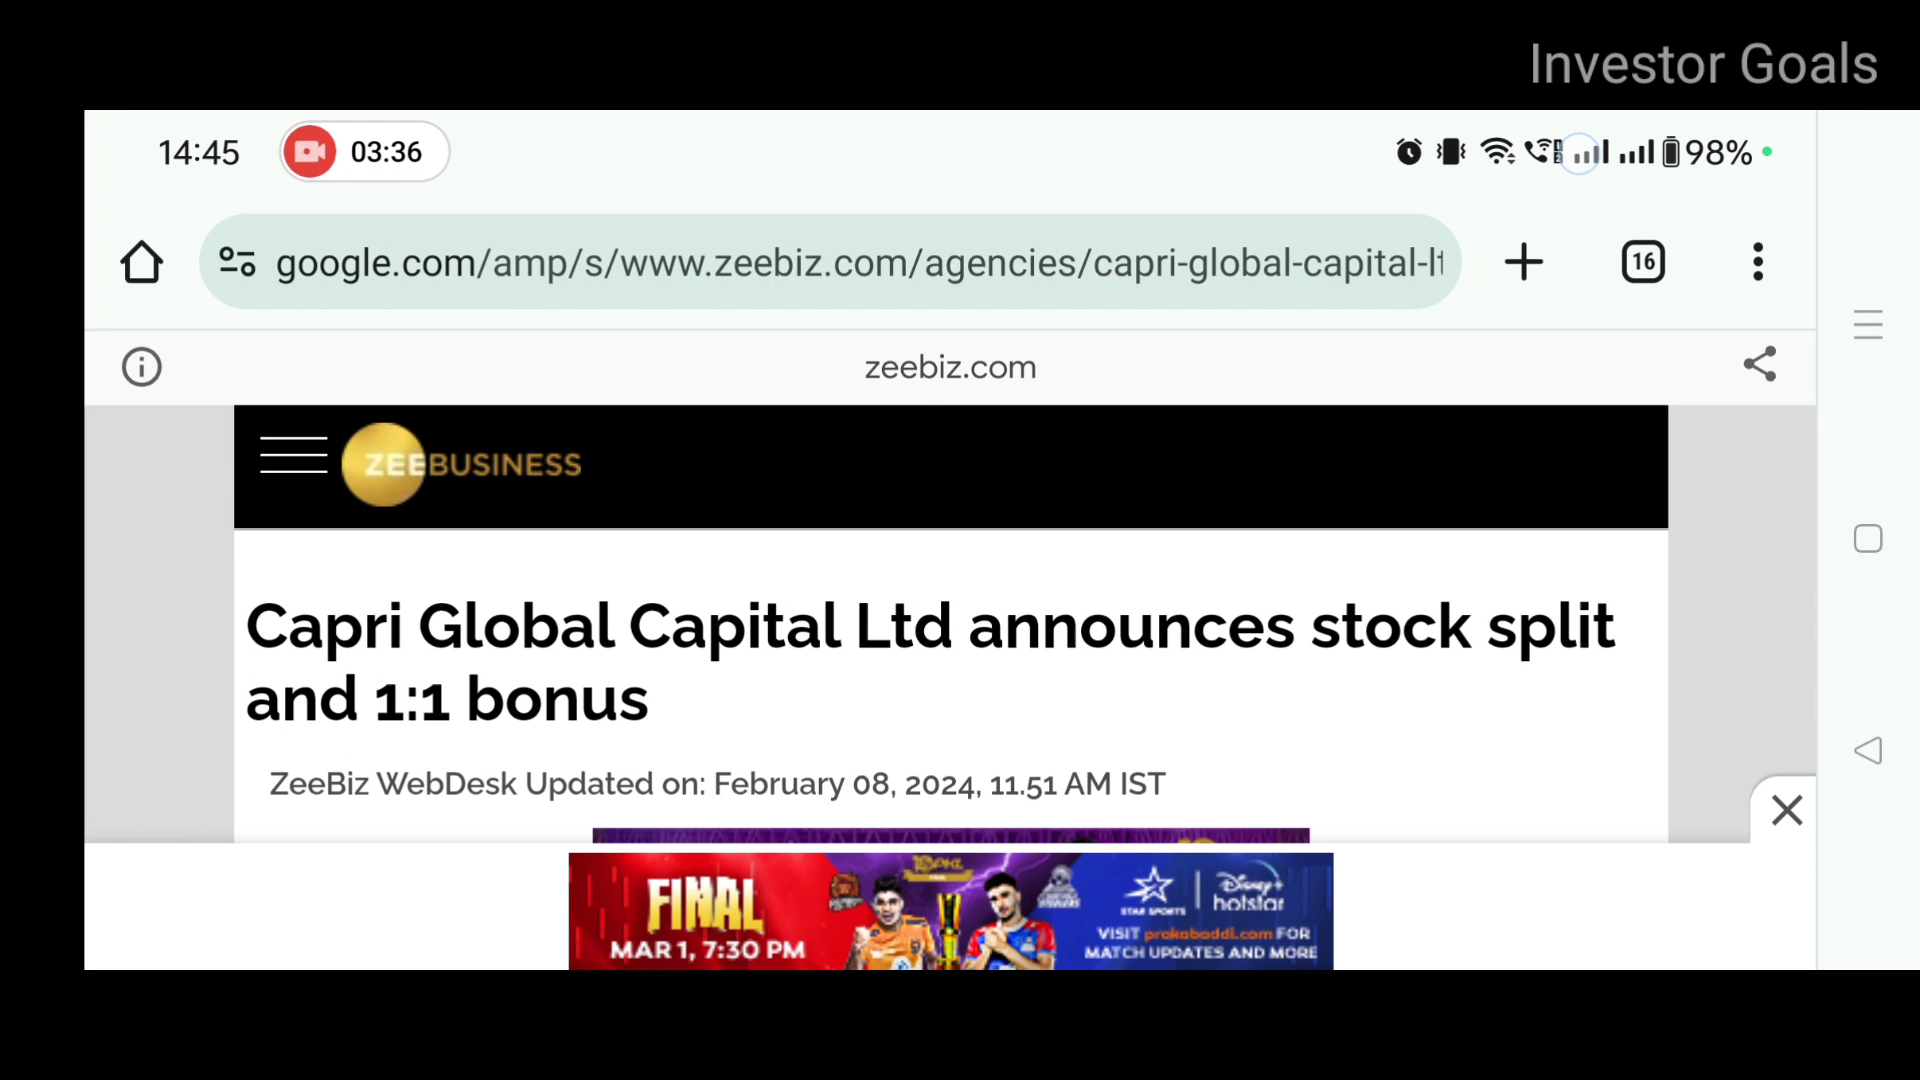 Investor Goals
14:45
03:36
98%
google.com/amp/s/www.zeebiz.com/agencies/capri-global-capital-lt
16
zeebiz.com
ZEEBUSINESS
Capri Global Capital Ltd announces stock split
and 1:1 bonus
ZeeBiz WebDesk Updated on: February 08, 2024, 11.51 AM IST
FINAL
MAR 1, 7:30 PM
STAR SPORTS
Disney+
hotstar
VISIT prokabaddi.com FOR
MATCH UPDATES AND MORE